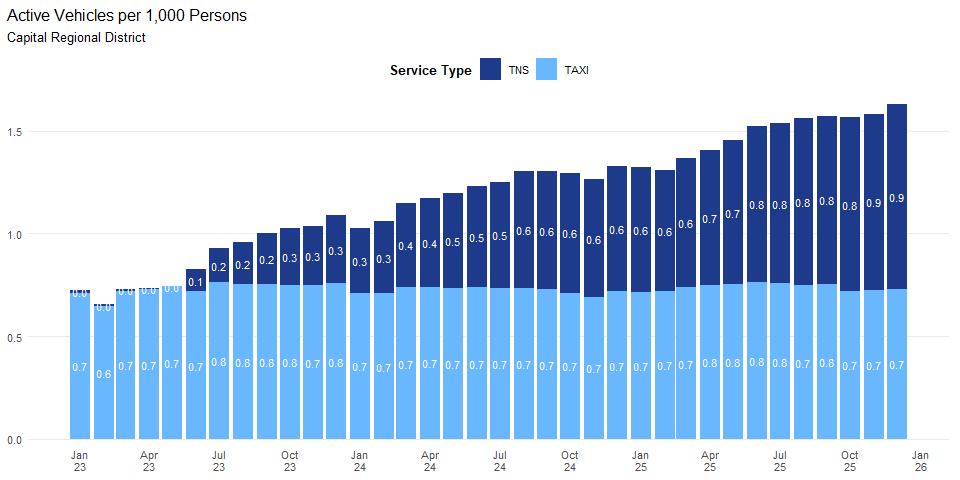 Active Vehicles per 1,000 Persons
Capital Regional District
Service Type TNS TAXI
1.5
1.0
0.5
0.0
0.0 0.0 0.0 0.0 0.0 0.1 0.2 0.2 0.2 0.3 0.3 0.3 0.3 0.3 0.4 0.4 0.5 0.5 0.5 0.6 0.6 0.6 0.6 0.6 0.6 0.6 0.6 0.7 0.7 0.8 0.8 0.8 0.8 0.8 0.9 0.9
0.7 0.6 0.7 0.7 0.7 0.7 0.8 0.8 0.8 0.8 0.7 0.8 0.7 0.7 0.7 0.7 0.7 0.7 0.7 0.7 0.7 0.7 0.7 0.7 0.7 0.7 0.7 0.8 0.8 0.8 0.8 0.8 0.8 0.7 0.7 0.7
Jan Apr Jul Oct Jan Apr Jul Oct Jan Apr Jul Oct Jan
23 23 23 23 24 24 24 24 25 25 25 25 26